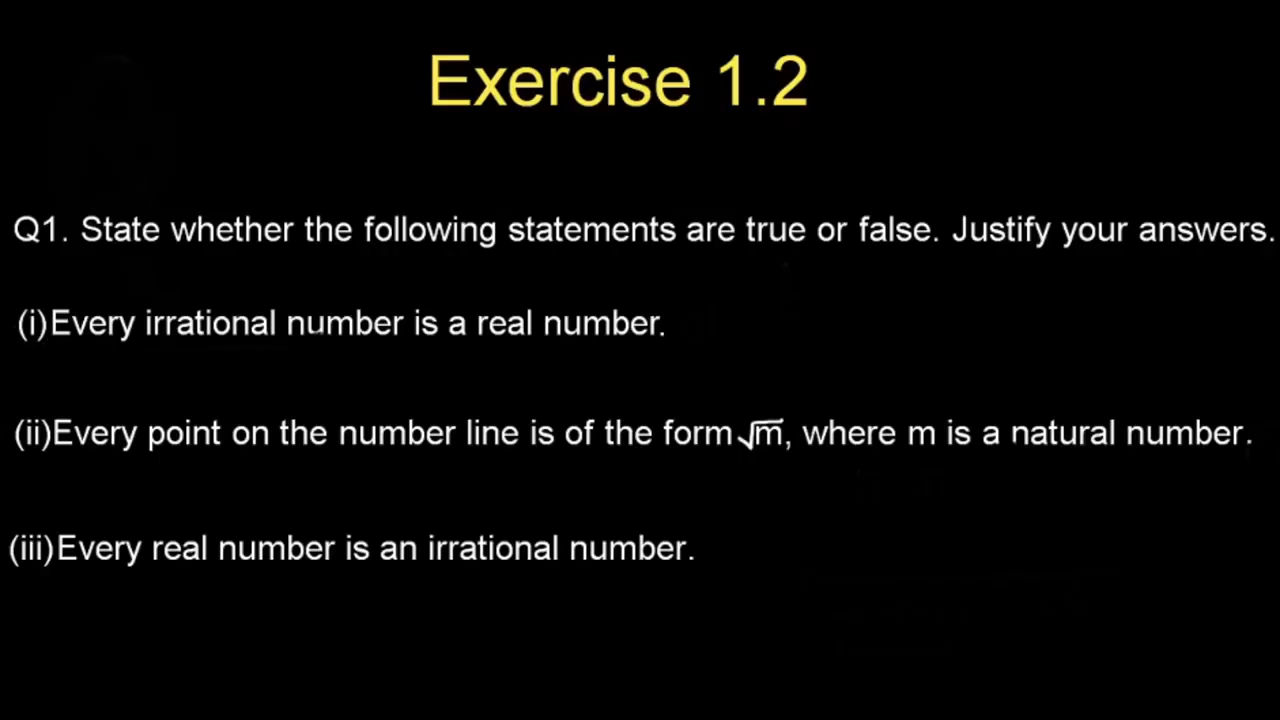 Exercise 1.2
Q1. State whether the following statements are true or false. Justify your answers.
(i)Every irrational number is a real number.
(ii)Every point on the number line is of the form √m, where m is a natural number.
(iii)Every real number is an irrational number.